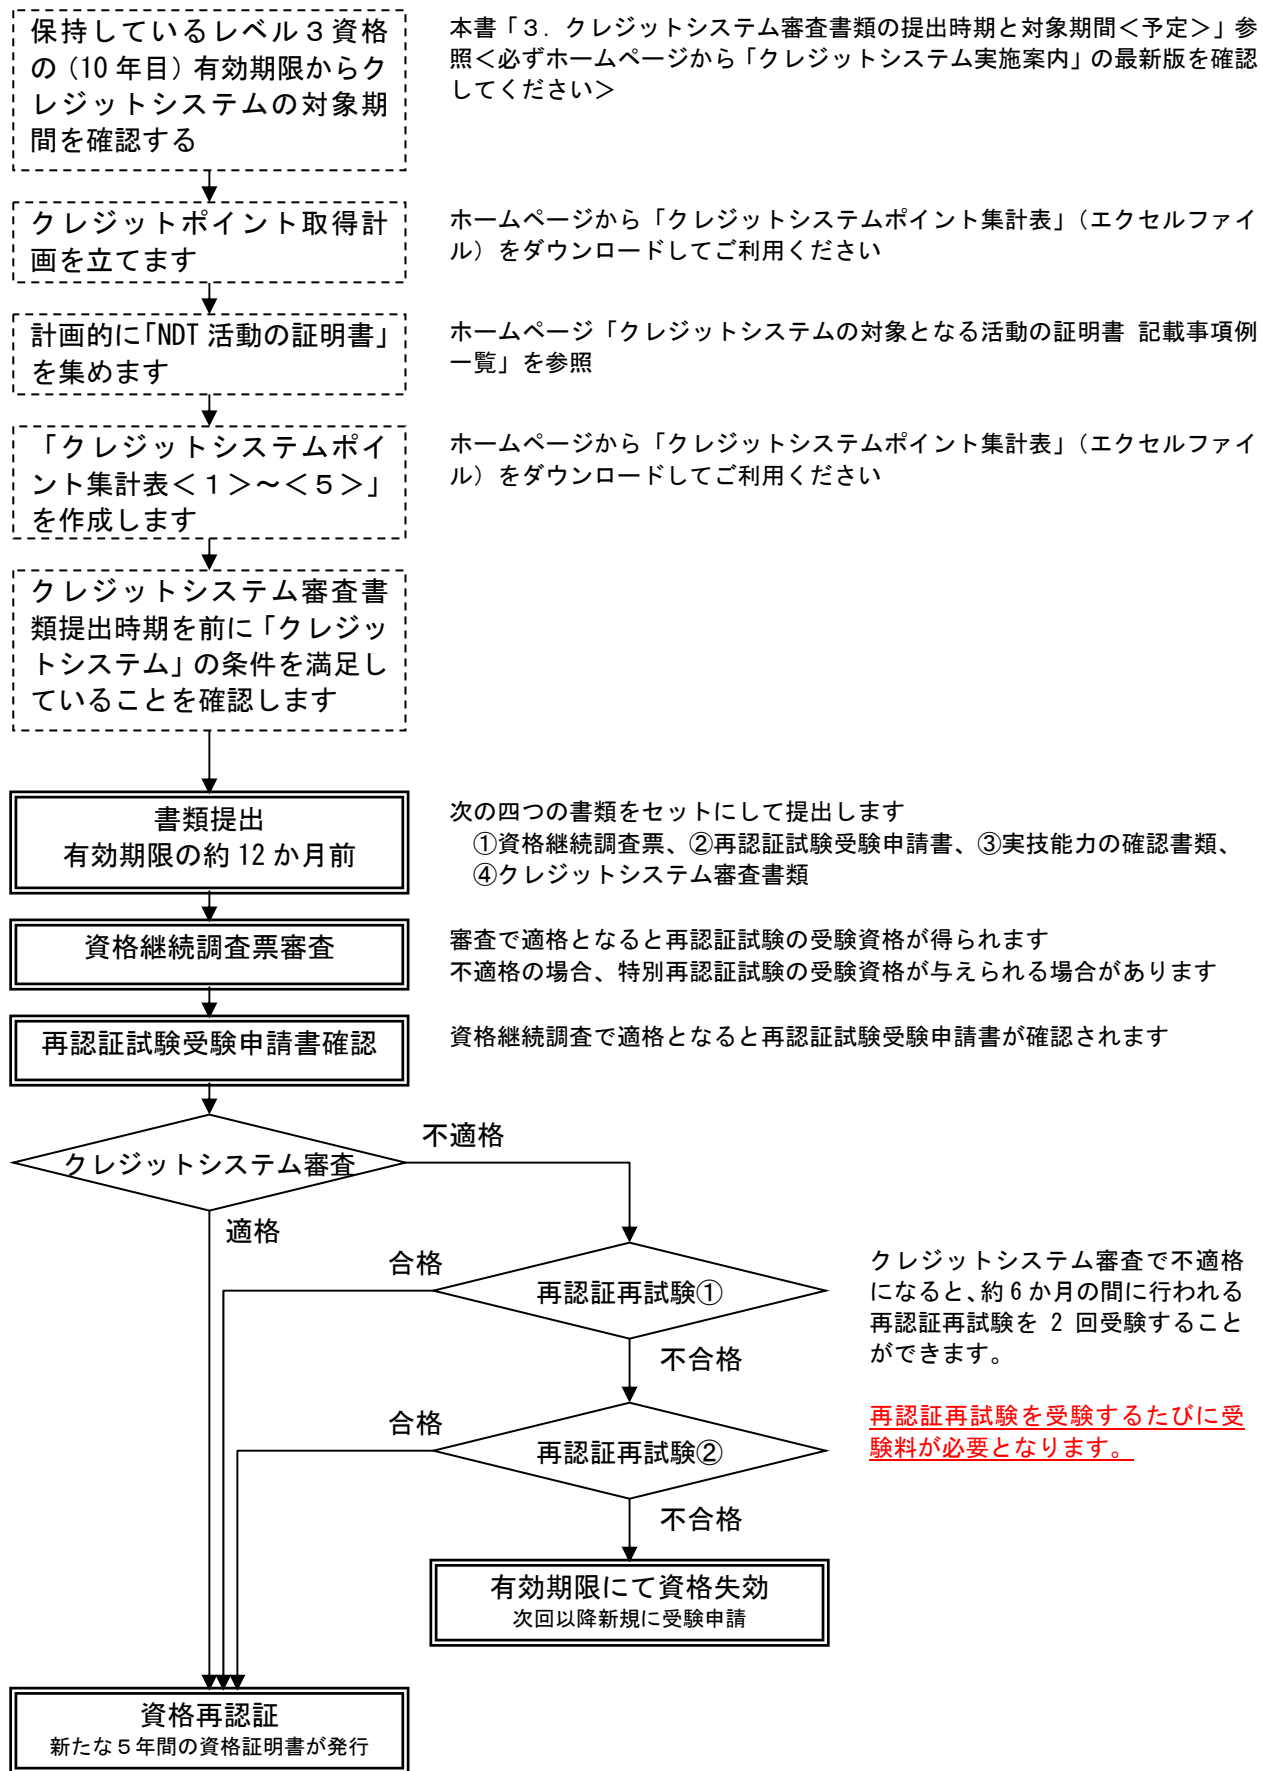 保持しているレベル３資格
の（10 年目）有効期限からク
レジットシステムの対象期
間を確認する
本書「３．クレジットシステム審査書類の提出時期と対象期間＜予定＞」参
照＜必ずホームページから「クレジットシステム実施案内」の最新版を確認
してください＞
クレジットポイント取得計
画を立てます
ホームページから「クレジットシステムポイント集計表」（エクセルファイ
ル）をダウンロードしてご利用ください
計画的に「NDT 活動の証明書」
を集めます
ホームページ「クレジットシステムの対象となる活動の証明書 記載事項例
一覧」を参照
「クレジットシステムポイ
ント集計表＜１＞～＜５＞」
を作成します
ホームページから「クレジットシステムポイント集計表」（エクセルファイ
ル）をダウンロードしてご利用ください
クレジットシステム審査書
類提出時期を前に「クレジッ
トシステム」の条件を満足し
ていることを確認します
書類提出
有効期限の約 12 か月前
次の四つの書類をセットにして提出します
①資格継続調査票、②再認証試験受験申請書、③実技能力の確認書類、
④クレジットシステム審査書類
資格継続調査票審査
審査で適格となると再認証試験の受験資格が得られます
不適格の場合、特別再認証試験の受験資格が与えられる場合があります
再認証試験受験申請書確認
資格継続調査で適格となると再認証試験受験申請書が確認されます
クレジットシステム審査
不適格
適格
合格
再認証再試験①
不合格
クレジットシステム審査で不適格
になると、約 6 か月の間に行われる
再認証再試験を 2 回受験すること
ができます。
再認証再試験を受験するたびに受
験料が必要となります。
合格
再認証再試験②
不合格
有効期限にて資格失効
次回以降新規に受験申請
資格再認証
新たな５年間の資格証明書が発行